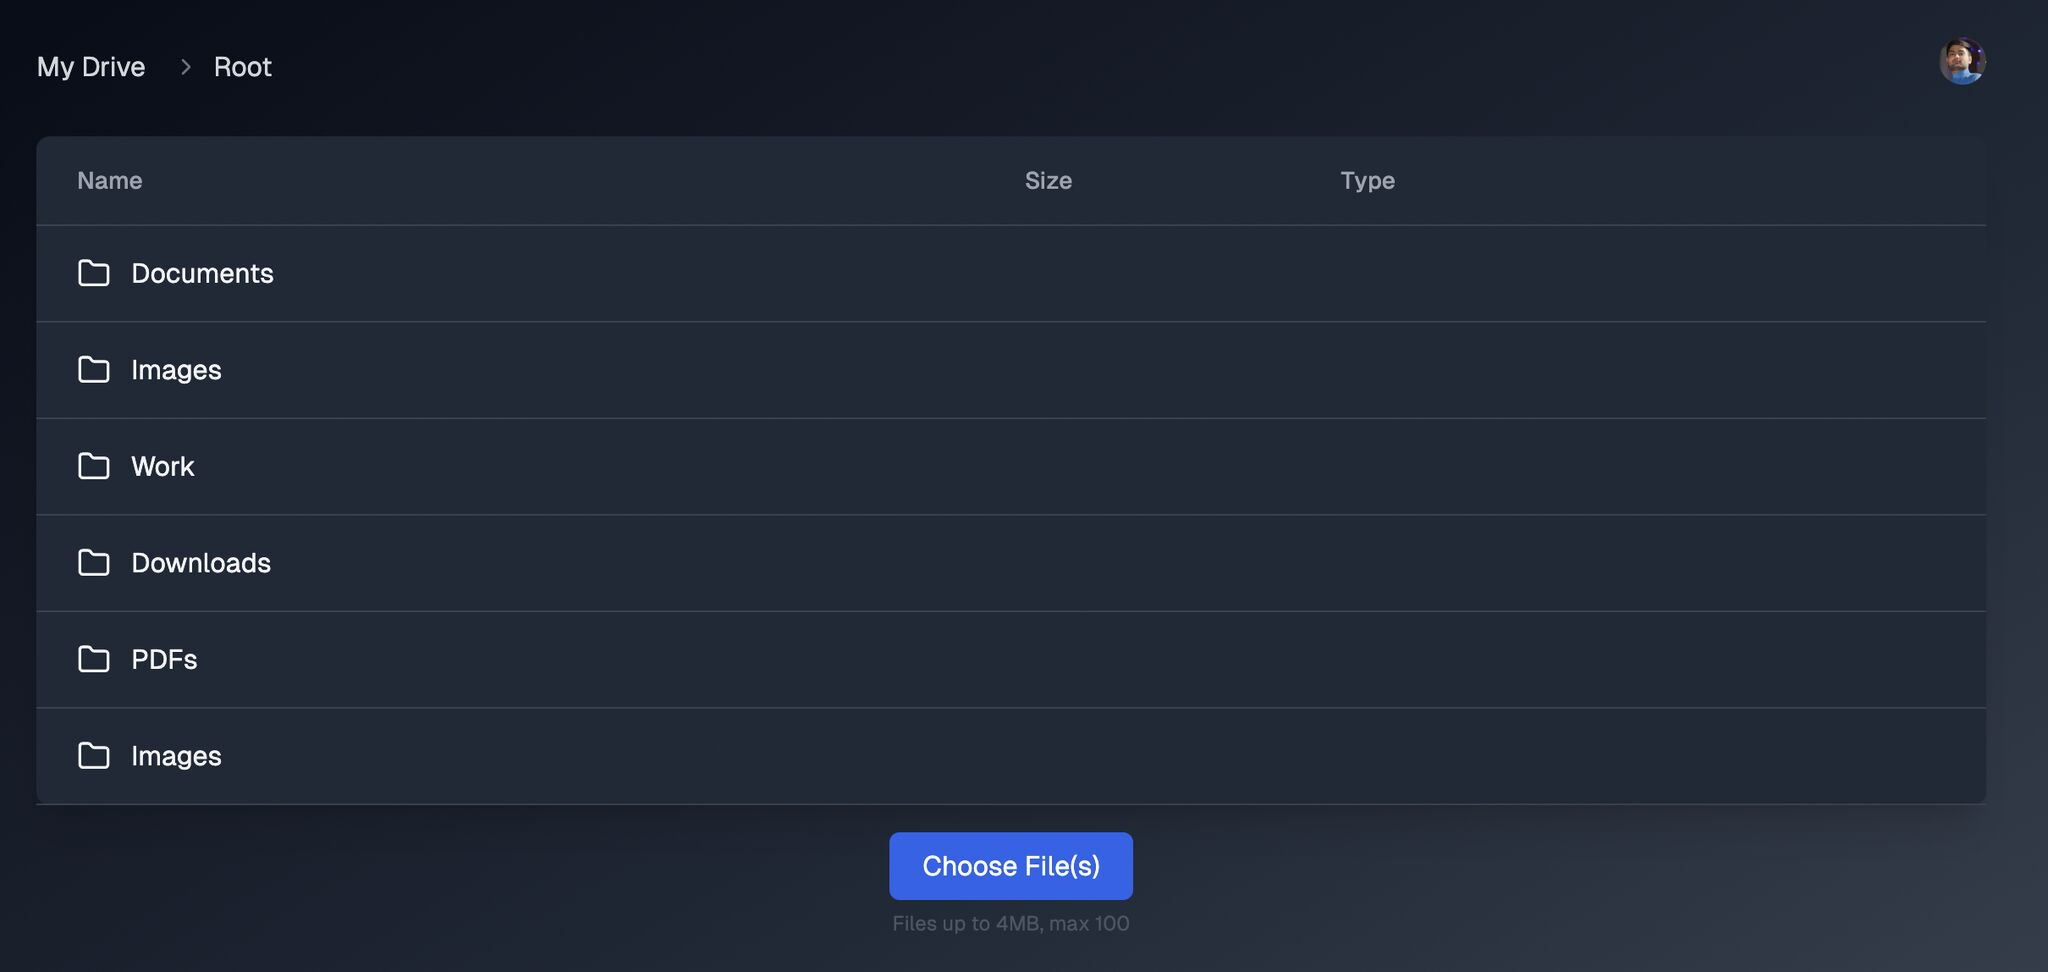 My Drive > Root
Name Size Type
Documents
Images
Work
Downloads
PDFs
Images
Choose File(s)
Files up to 4MB, max 100